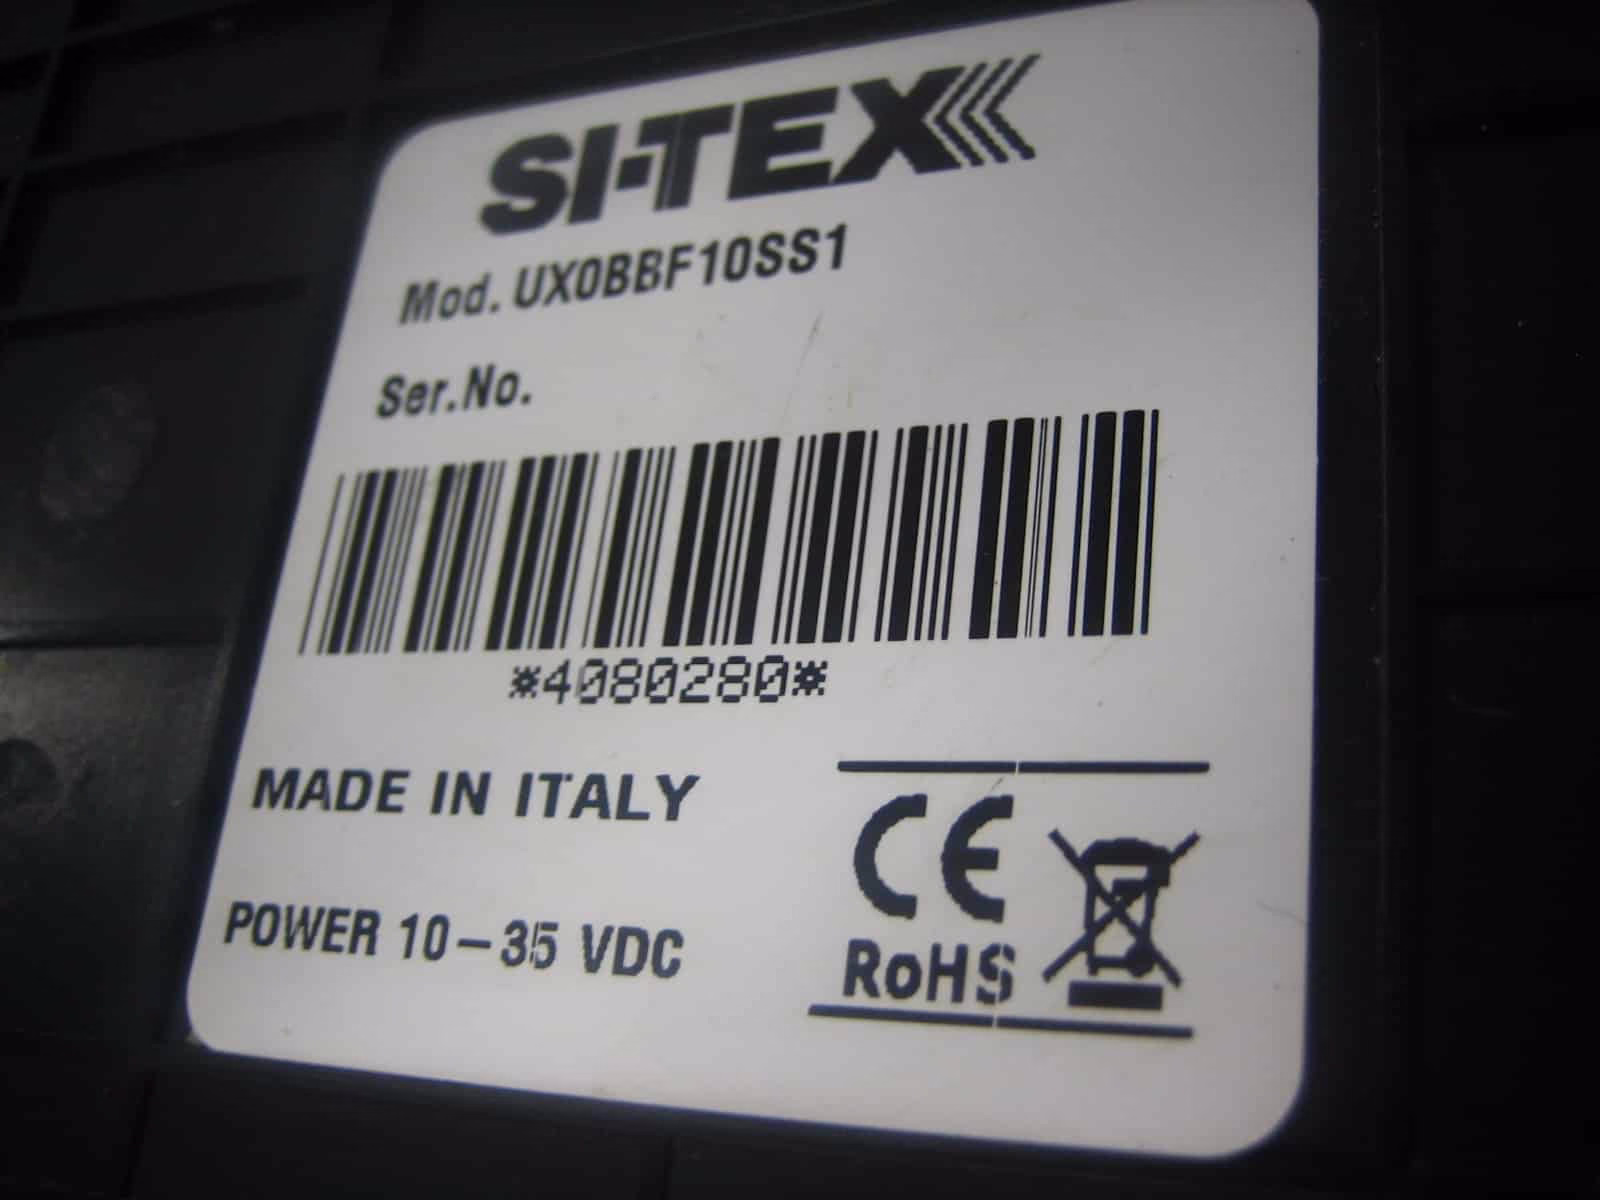 SI-TEX
Mod. UX0BBF10SS1
Ser.No.
*4080280*
MADE IN ITALY
POWER 10-35 VDC
CE
RoHS